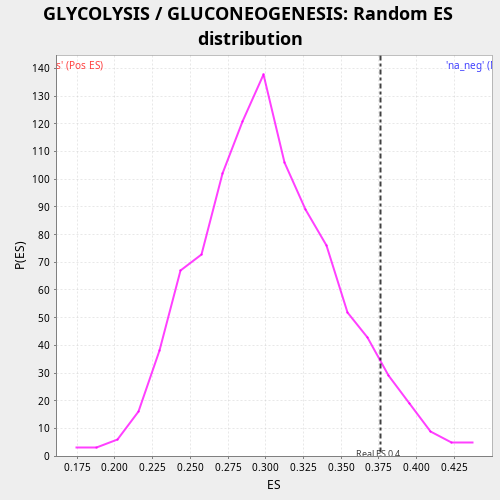 GLYCOLYSIS / GLUCONEOGENESIS: Random ES
distribution
s' (Pos ES)
'na_neg' (
P(ES)
140
130
120
110
100
90
80
70
60
50
40
30
20
10
0
Real ES 0.4
0.175 0.200 0.225 0.250 0.275 0.300 0.325 0.350 0.375 0.400 0.425
ES